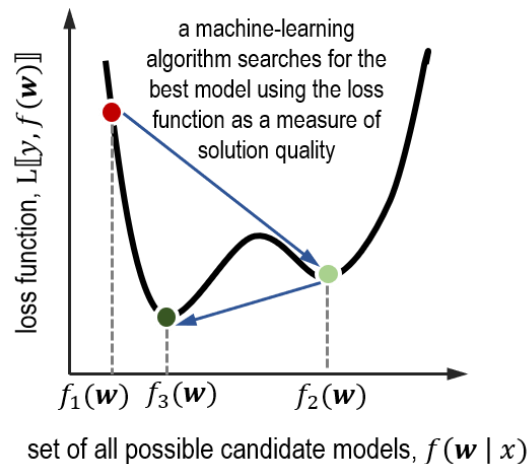 a machine-learning
algorithm searches for the
best model using the loss
function as a measure of
solution quality
loss function, L⟦y, f(w)⟧
f₁(w) f₃(w) f₂(w)
set of all possible candidate models, f(w | x)